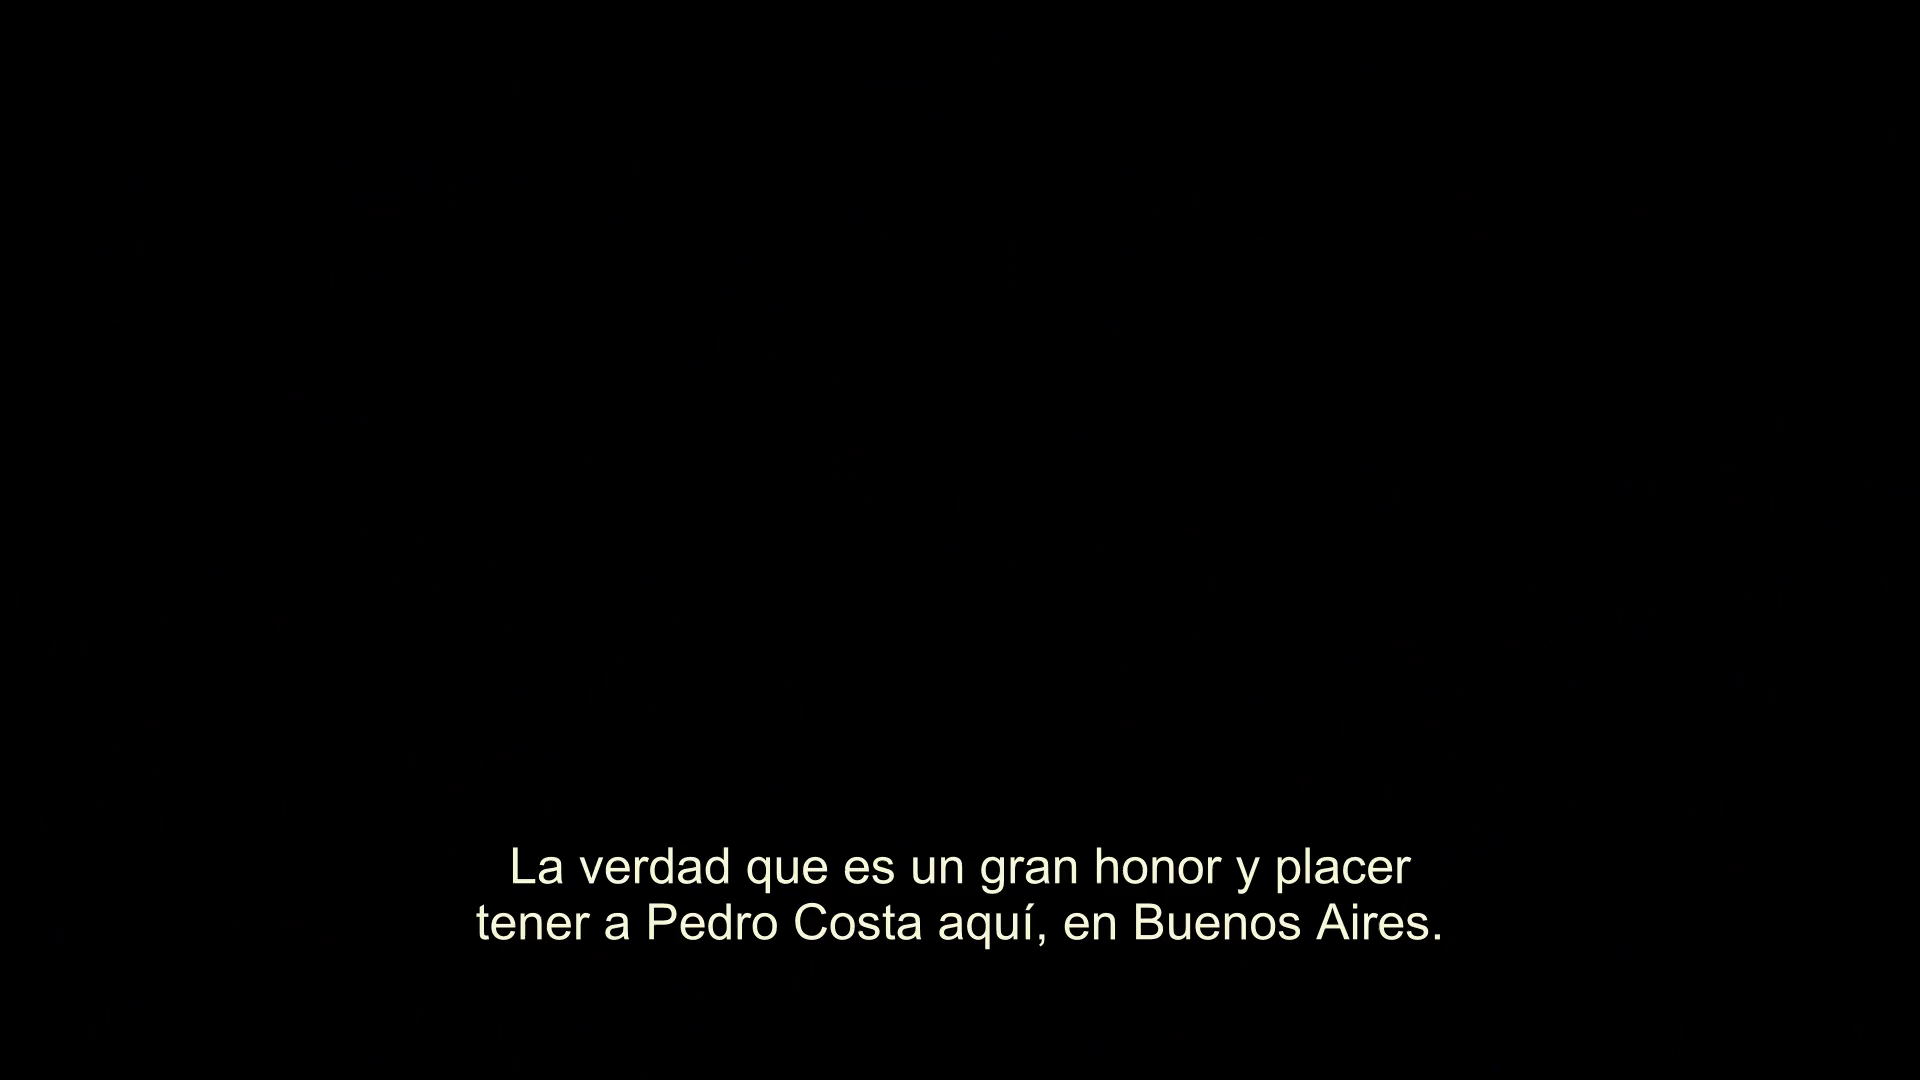 La verdad que es un gran honor y placer
tener a Pedro Costa aquí, en Buenos Aires.